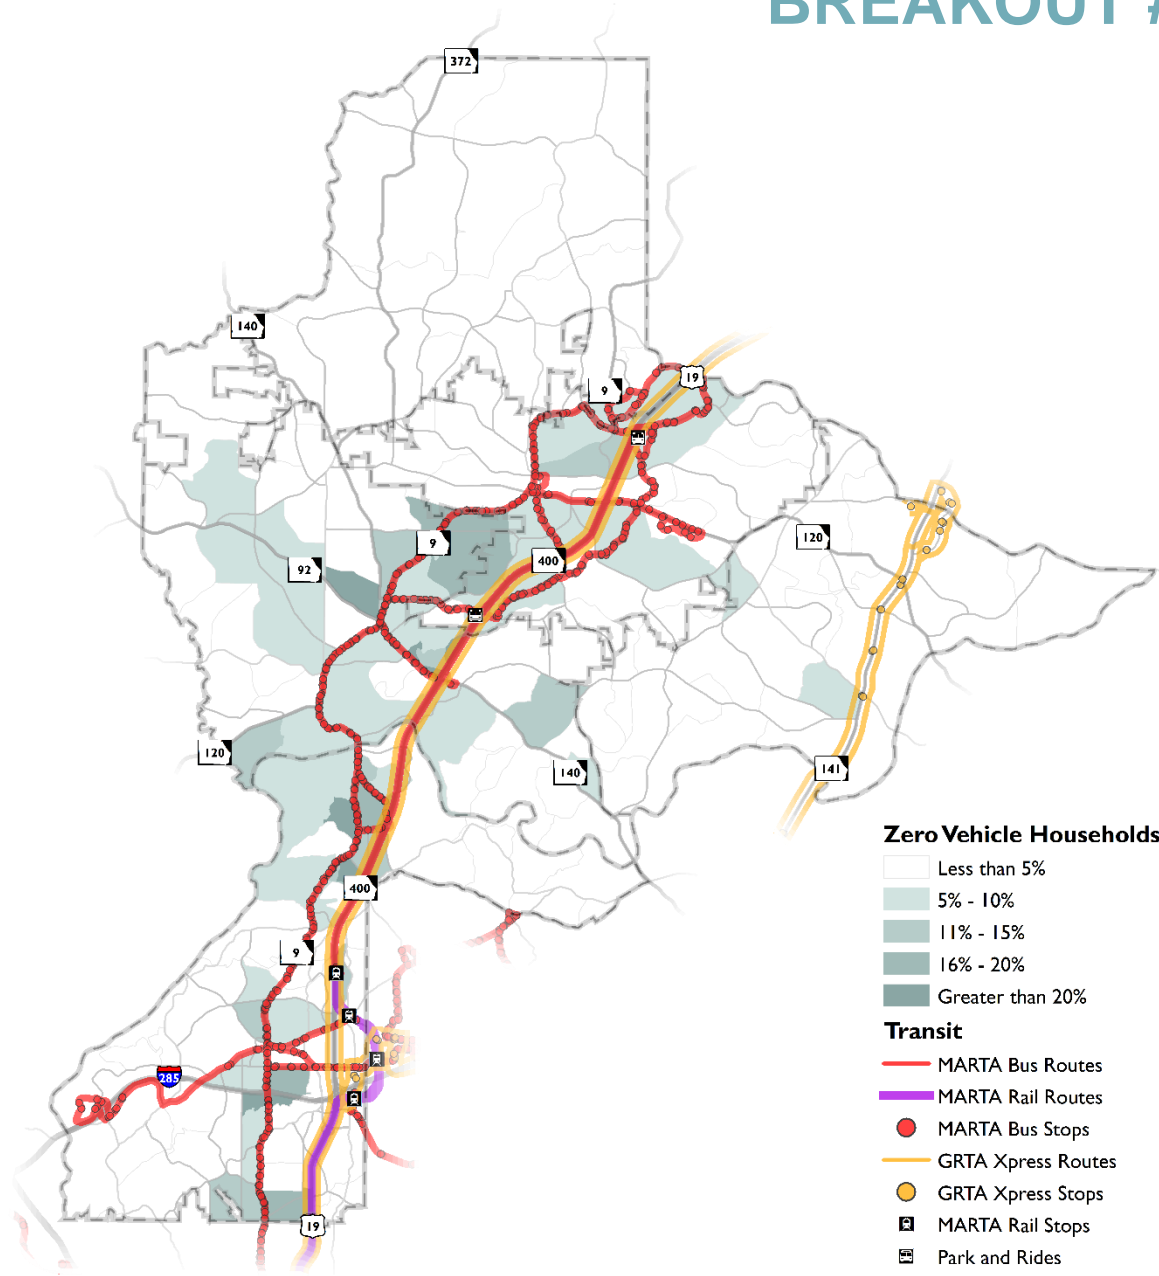 BREAKOUT #
372
140
19
9
120
9
400
92
120
140
141
400
9
285
19
Zero Vehicle Households
Less than 5%
5% - 10%
11% - 15%
16% - 20%
Greater than 20%
Transit
MARTA Bus Routes
MARTA Rail Routes
MARTA Bus Stops
GRTA Xpress Routes
GRTA Xpress Stops
MARTA Rail Stops
Park and Rides